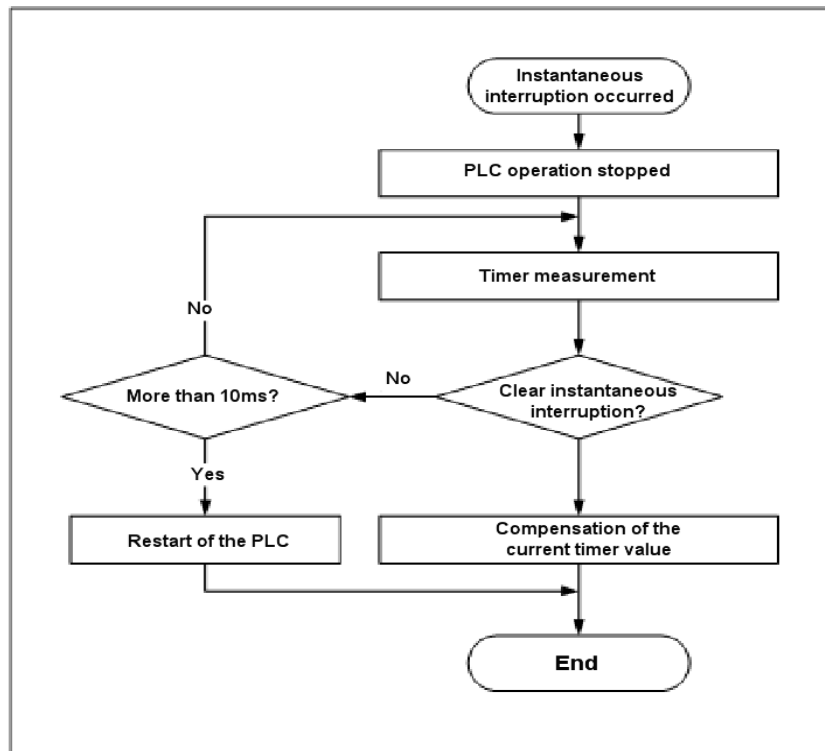 Instantaneous
interruption occurred
PLC operation stopped
Timer measurement
No
More than 10ms?
No
Clear instantaneous
interruption?
Yes
Restart of the PLC
Compensation of the
current timer value
End